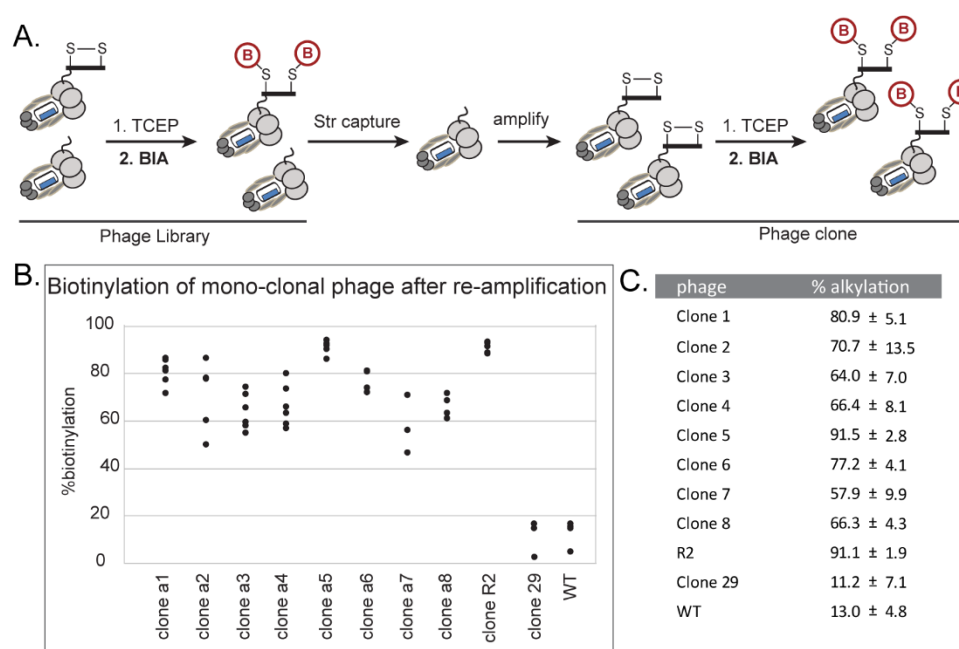 A.
S S
B B
S S
1. TCEP
2. BIA
Str capture
amplify
S S
S S
1. TCEP
2. BIA
B B
S S
B B
S S
Phage Library
Phage clone
B.
Biotinylation of mono-clonal phage after re-amplification
%biotinylation
100
80
60
40
20
0
clone a1
clone a2
clone a3
clone a4
clone a5
clone a6
clone a7
clone a8
clone R2
clone 29
WT
C.
phage % alkylation
Clone 1 80.9 ± 5.1
Clone 2 70.7 ± 13.5
Clone 3 64.0 ± 7.0
Clone 4 66.4 ± 8.1
Clone 5 91.5 ± 2.8
Clone 6 77.2 ± 4.1
Clone 7 57.9 ± 9.9
Clone 8 66.3 ± 4.3
R2 91.1 ± 1.9
Clone 29 11.2 ± 7.1
WT 13.0 ± 4.8